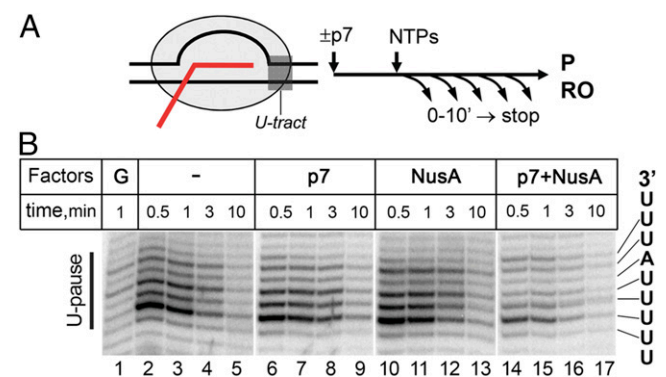 A
±p7 NTPs
P
RO
U-tract
0-10' → stop
B
Factors G – p7 NusA p7+NusA
time,min 1 0.5 1 3 10 0.5 1 3 10 0.5 1 3 10 0.5 1 3 10
U-pause
3'
U
U
U
A
U
U
U
U
U
1 2 3 4 5 6 7 8 9 10 11 12 13 14 15 16 17